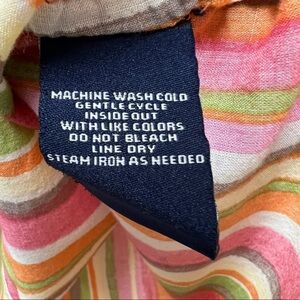 MACHINE WASH COLD
GENTLE CYCLE
INSIDE OUT
WITH LIKE COLORS
DO NOT BLEACH
LINE DRY
STEAM IRON AS NEEDED